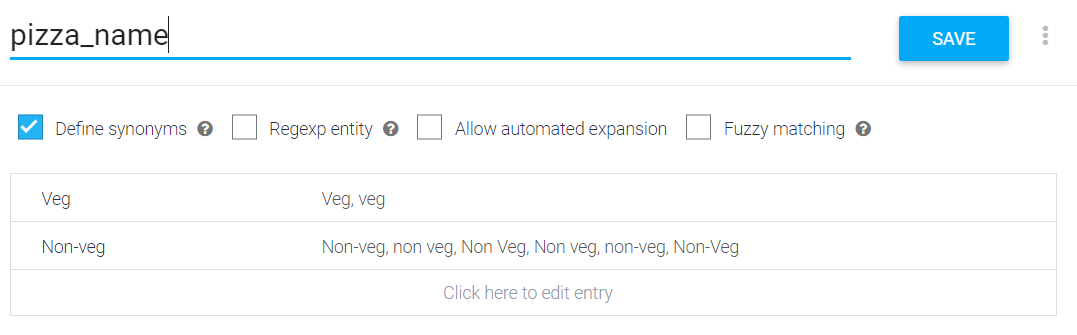 pizza_name
SAVE
Define synonyms ? Regexp entity ? Allow automated expansion Fuzzy matching ?
Veg Veg, veg
Non-veg Non-veg, non veg, Non Veg, Non veg, non-veg, Non-Veg
Click here to edit entry